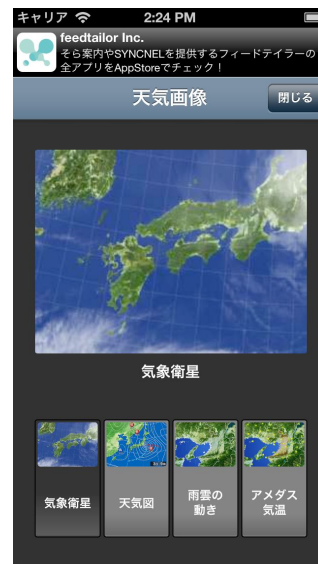 キャリア 2:24 PM
feedtailor Inc.
そら案内やSYNCNELを提供するフィードテイラーの
全アプリをAppStoreでチェック！
天気画像
閉じる
気象衛星
気象衛星
天気図
雨雲の
動き
アメダス
気温